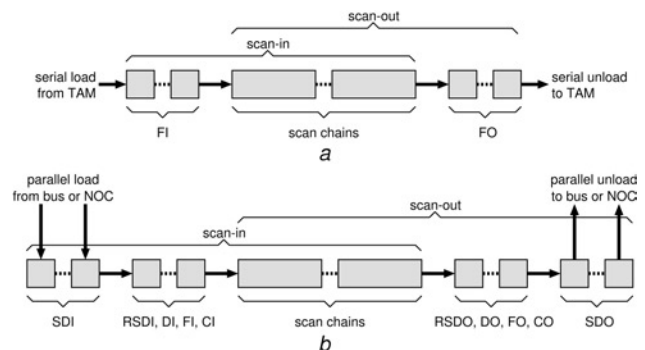 scan-out
scan-in
serial load
from TAM
serial unload
to TAM
FI
scan chains
FO
a
parallel load
from bus or NOC
parallel unload
to bus or NOC
scan-out
scan-in
SDI
RSDI, DI, FI, CI
scan chains
RSDO, DO, FO, CO
SDO
b